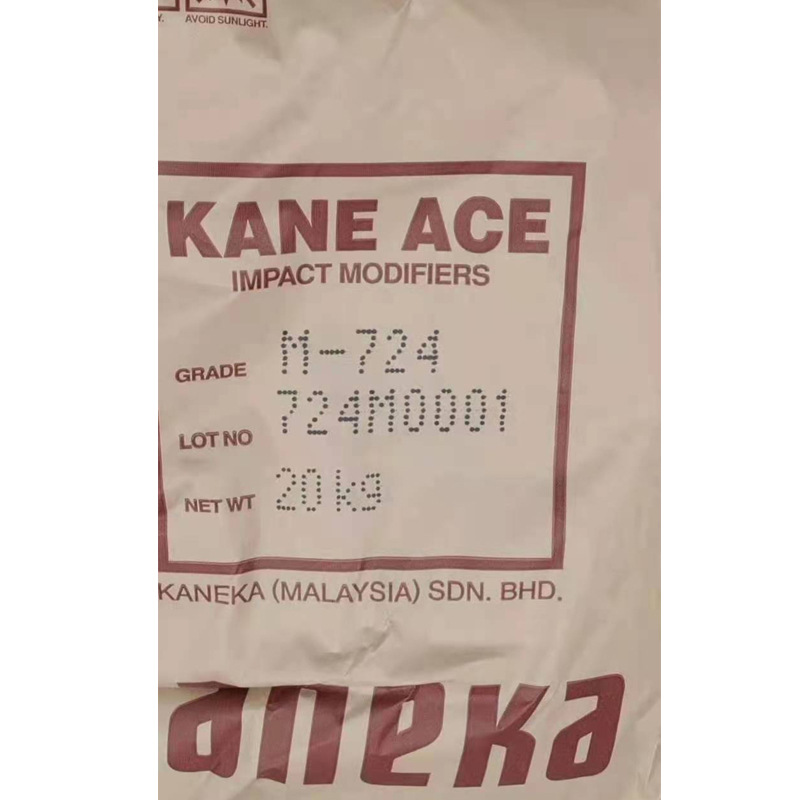 Y. AVOID SUNLIGHT.
KANE ACE
IMPACT MODIFIERS
GRADE M-724
LOT NO 724M0001
NET WT 20kg
KANEKA (MALAYSIA) SDN. BHD.
aneka